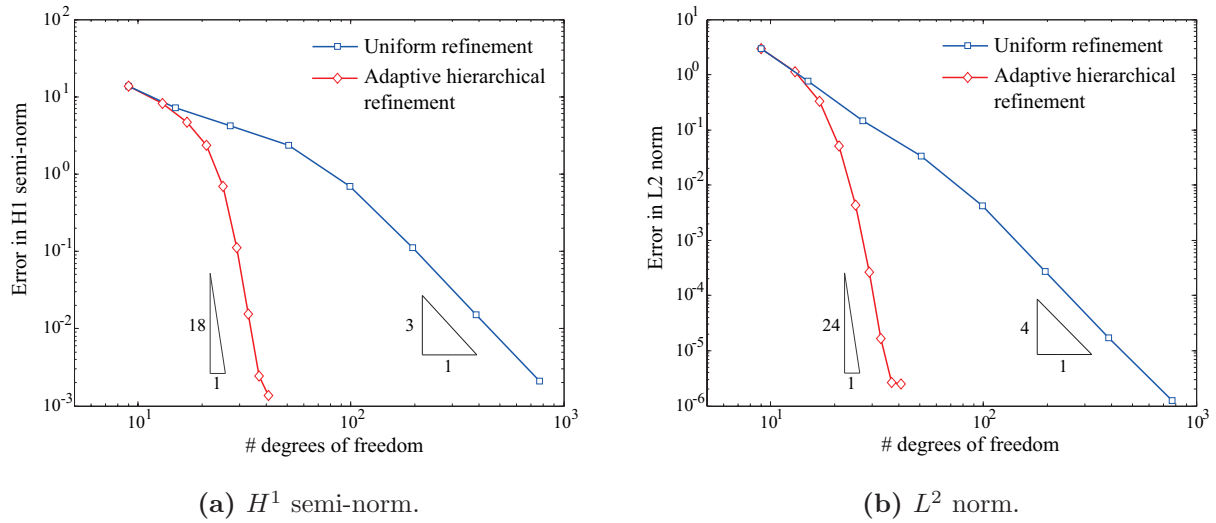 Error in H1 semi-norm
10^2
10^1
10^0
10^-1
10^-2
10^-3
Uniform refinement
Adaptive hierarchical
refinement
18
1
3
1
10^1
10^2
10^3
# degrees of freedom
(a) H^1 semi-norm.
Error in L2 norm
10^1
10^0
10^-1
10^-2
10^-3
10^-4
10^-5
10^-6
Uniform refinement
Adaptive hierarchical
refinement
24
1
4
1
10^1
10^2
10^3
# degrees of freedom
(b) L^2 norm.